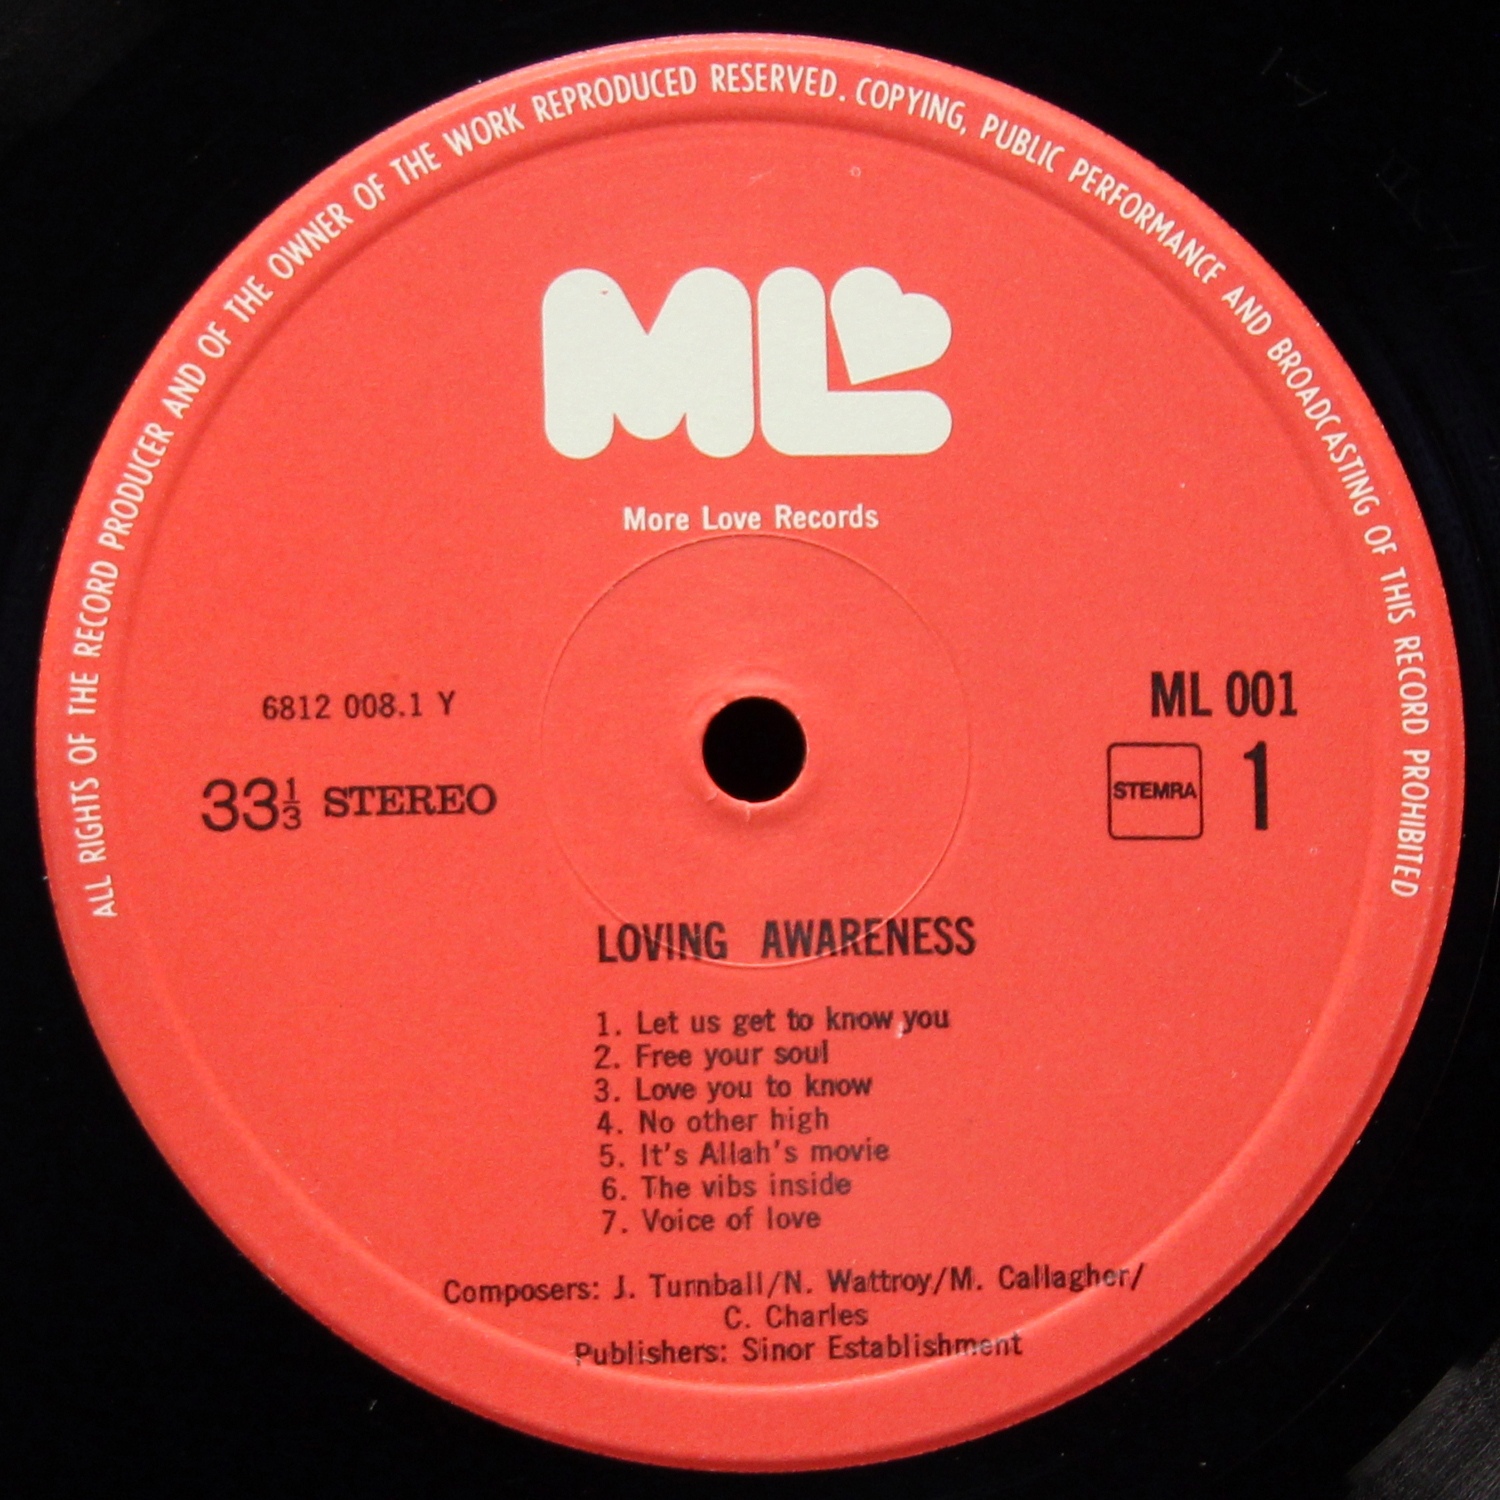 ALL RIGHTS OF THE RECORD PRODUCER AND OF THE OWNER OF THE WORK REPRODUCED RESERVED. COPYING, PUBLIC PERFORMANCE AND BROADCASTING OF THIS RECORD PROHIBITED
ML
More Love Records
6812 008.1 Y
33⅓ STEREO
ML 001
STEMRA 1
LOVING AWARENESS
1. Let us get to know you
2. Free your soul
3. Love you to know
4. No other high
5. It's Allah's movie
6. The vibs inside
7. Voice of love
Composers: J. Turnball/N. Wattroy/M. Callagher/
C. Charles
Publishers: Sinor Establishment